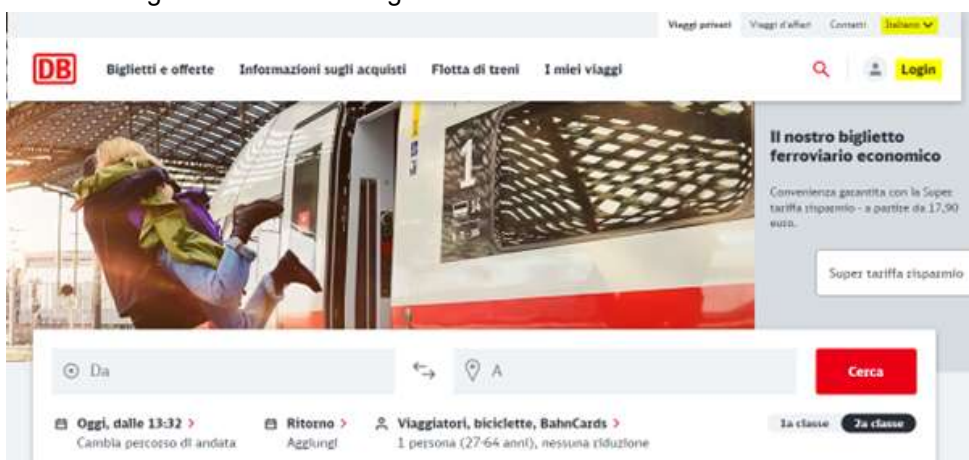 Viaggi privati Viaggi d'affari Contatti Italiano
DB Biglietti e offerte Informazioni sugli acquisti Flotta di treni I miei viaggi Login
1
Il nostro biglietto
ferroviario economico
Convenienza garantita con la Super
tariffa risparmio - a partire da 17,90
euro.
Super tariffa risparmio
Da A Cerca
Oggi, dalle 13:32 > Ritorno > Viaggiatori, biciclette, BahnCards > 1a classe 2a classe
Cambia percorso di andata Aggiungi 1 persona (27-64 anni), nessuna riduzione